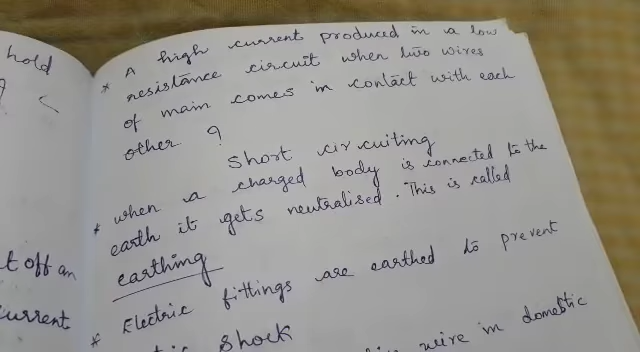 hold
t off an
current
* A high current produced in a low
resistance circuit when two wires
of main comes in contact with each
other ?
short circuiting
* when a charged body is connected to the
earth it gets neutralised. This is called
earthing
* Electric fittings are earthed to prevent
shock
wire in domestic